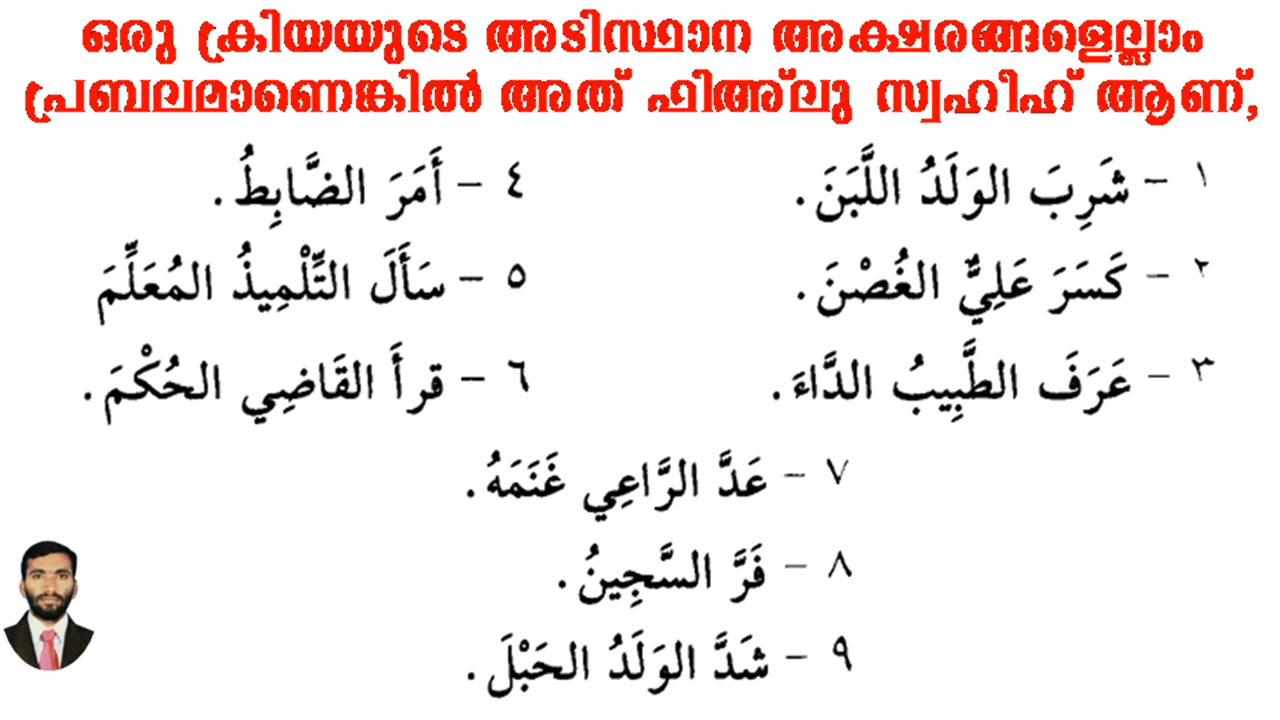 ഒരു ക്രിയയുടെ അടിസ്ഥാന അക്ഷരങ്ങളെല്ലാം
പ്രബലമാണെങ്കിൽ അത് ഫിഅ്ലു സ്വഹീഹ് ആണ്,
١ - شَرِبَ الوَلَدُ اللَّبَنَ.
٢ - كَسَرَ عَلِيٌّ الغُصْنَ.
٣ - عَرَفَ الطَّبِيبُ الدَّاءَ.
٤ - أَمَرَ الضَّابِطُ.
٥ - سَأَلَ التِّلْمِيذُ المُعَلِّمَ
٦ - قرأَ القَاضِي الحُكْمَ.
٧ - عَدَّ الرَّاعِي غَنَمَهُ.
٨ - فَرَّ السَّجِينُ.
٩ - شَدَّ الوَلَدُ الحَبْلَ.